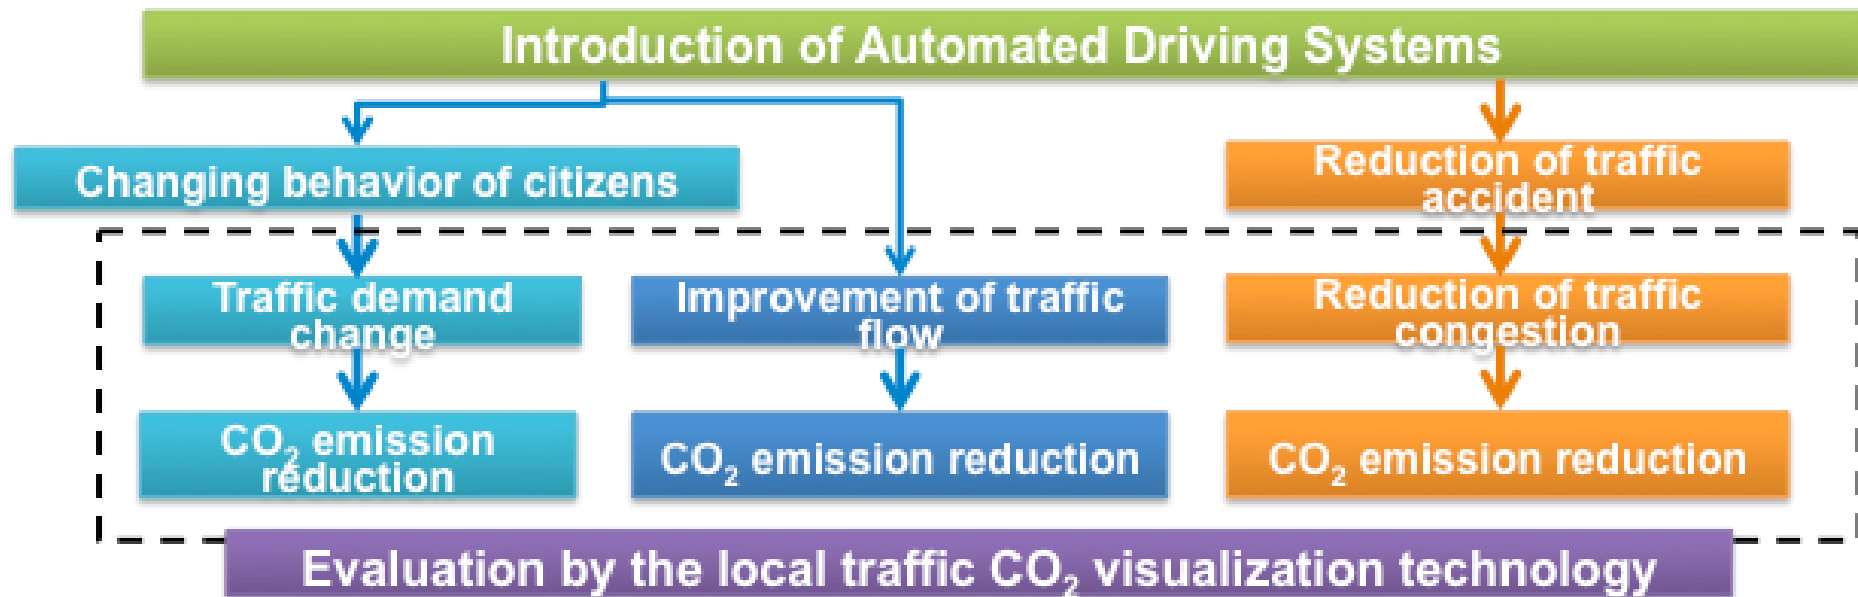 Introduction of Automated Driving Systems
Changing behavior of citizens
Reduction of traffic
accident
Traffic demand
change
Improvement of traffic
flow
Reduction of traffic
congestion
CO₂ emission
reduction
CO₂ emission reduction
CO₂ emission reduction
Evaluation by the local traffic CO₂ visualization technology